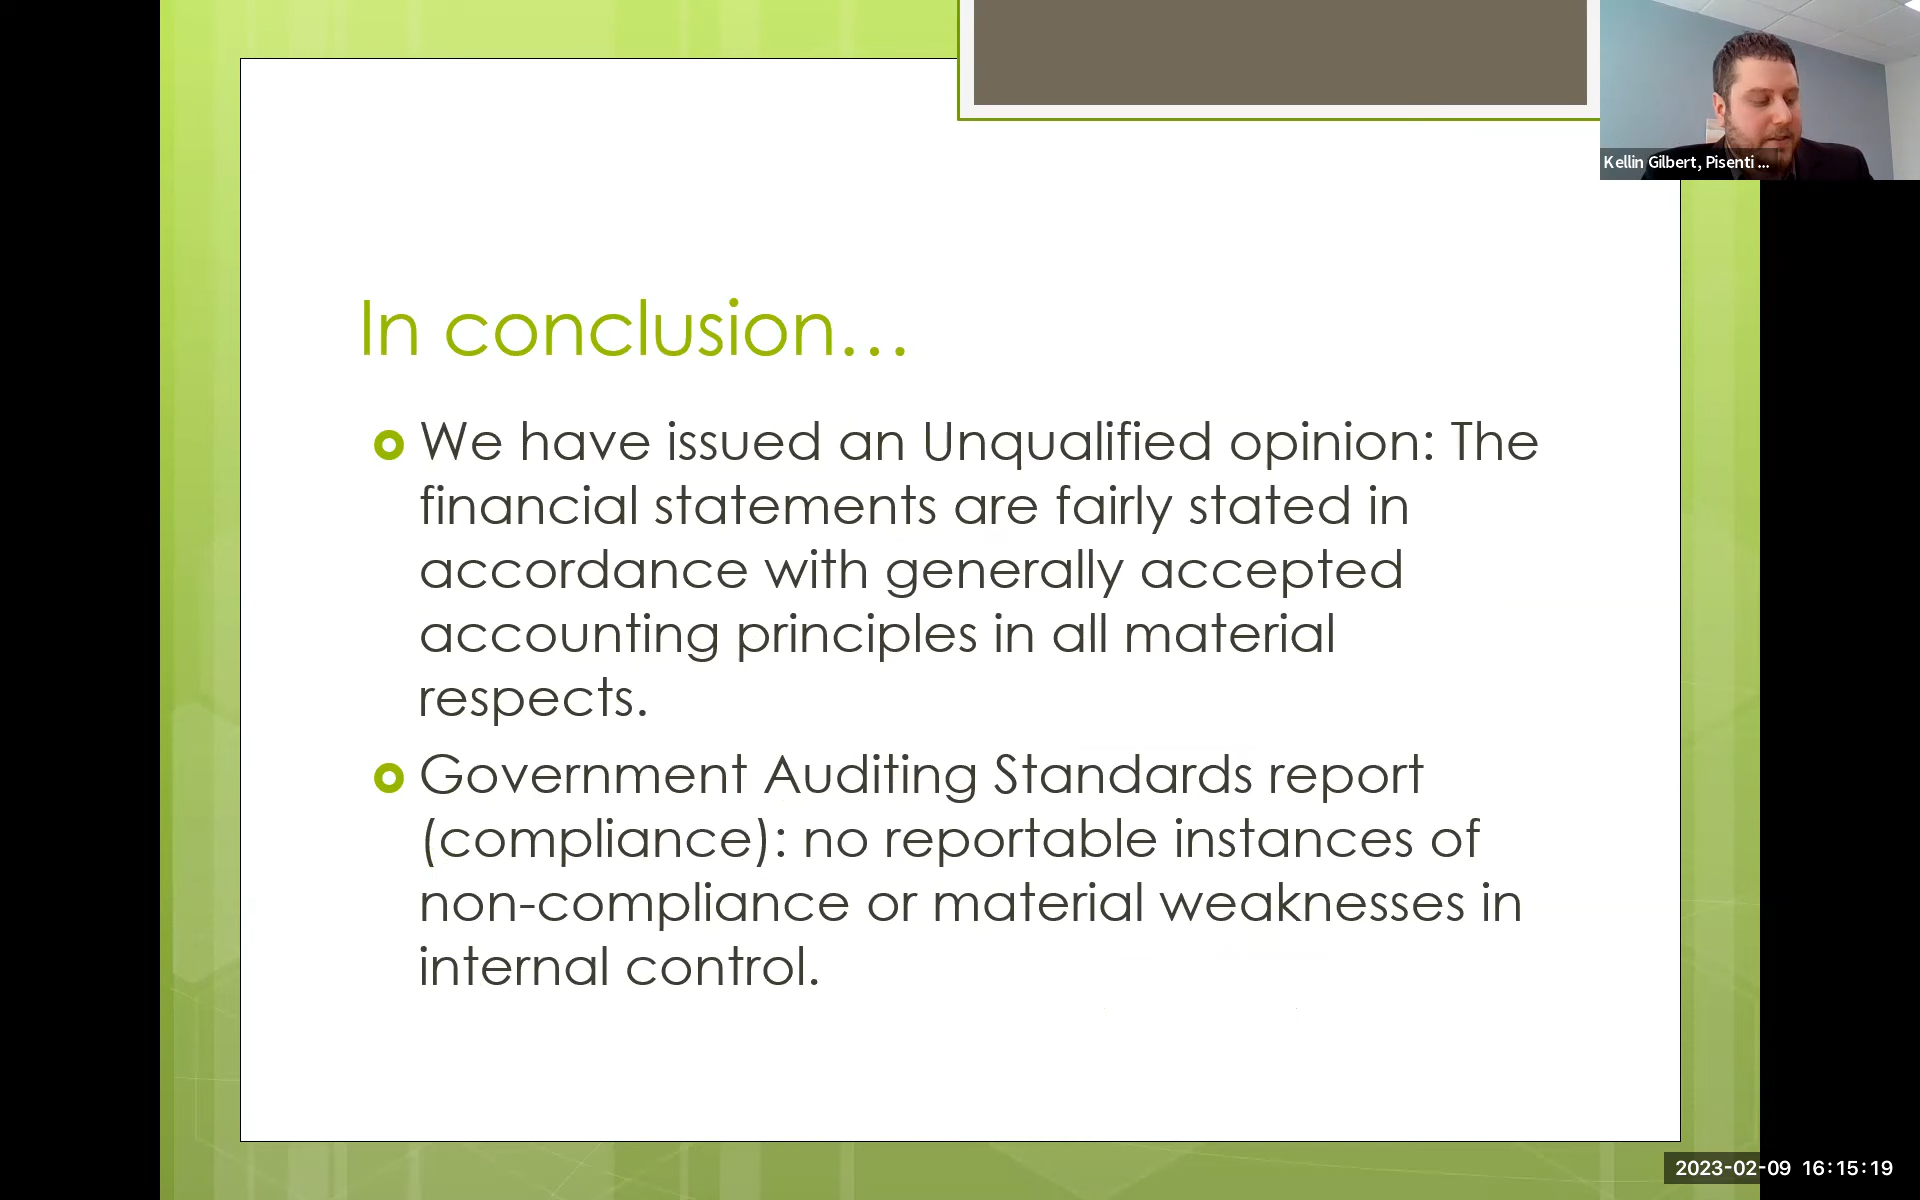 Kellin Gilbert, Pisenti ...
In conclusion…
We have issued an Unqualified opinion: The
financial statements are fairly stated in
accordance with generally accepted
accounting principles in all material
respects.
Government Auditing Standards report
(compliance): no reportable instances of
non-compliance or material weaknesses in
internal control.
2023-02-09 16:15:19